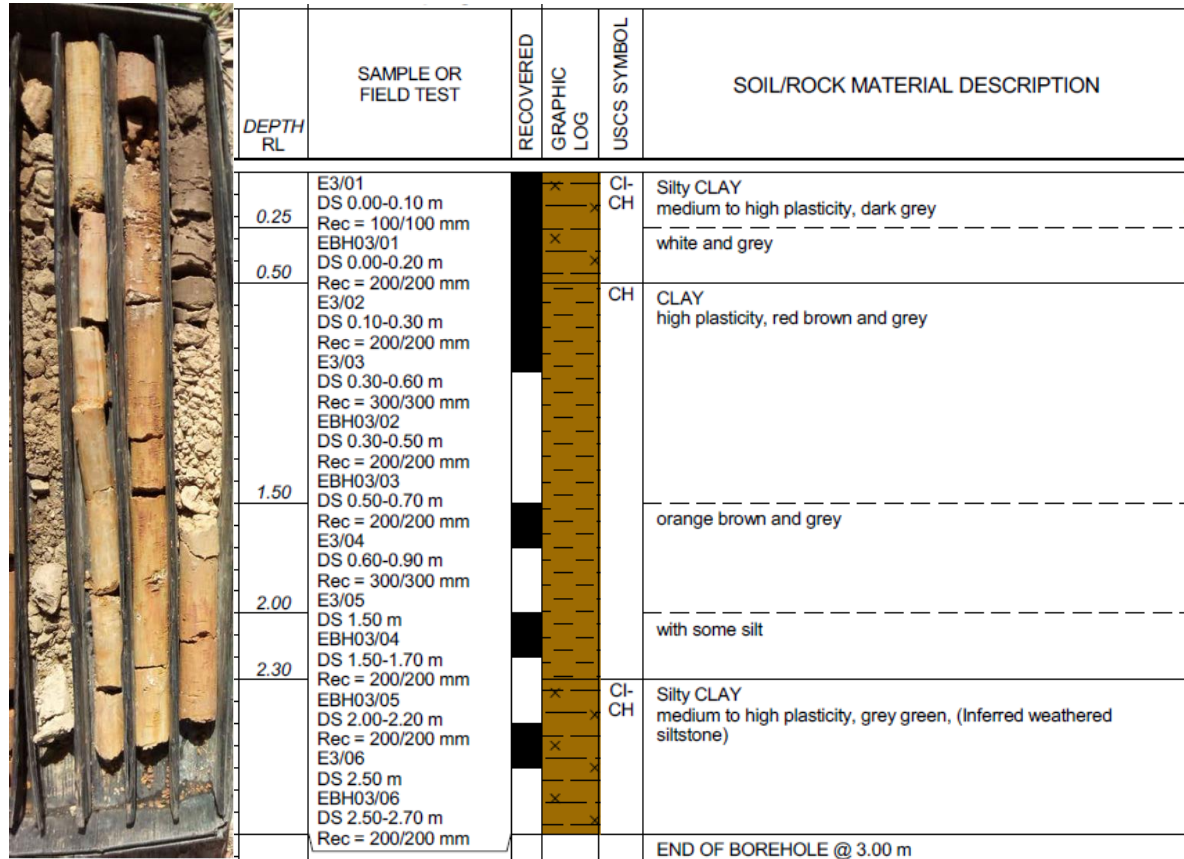 DEPTH
RL
SAMPLE OR
FIELD TEST
RECOVERED
GRAPHIC
LOG
USCS SYMBOL
SOIL/ROCK MATERIAL DESCRIPTION
E3/01
DS 0.00-0.10 m
Rec = 100/100 mm
EBH03/01
DS 0.00-0.20 m
Rec = 200/200 mm
E3/02
DS 0.10-0.30 m
Rec = 200/200 mm
E3/03
DS 0.30-0.60 m
Rec = 300/300 mm
EBH03/02
DS 0.30-0.50 m
Rec = 200/200 mm
EBH03/03
DS 0.50-0.70 m
Rec = 200/200 mm
E3/04
DS 0.60-0.90 m
Rec = 300/300 mm
E3/05
DS 1.50 m
EBH03/04
DS 1.50-1.70 m
Rec = 200/200 mm
EBH03/05
DS 2.00-2.20 m
Rec = 200/200 mm
E3/06
DS 2.50 m
EBH03/06
DS 2.50-2.70 m
Rec = 200/200 mm
0.25
0.50
1.50
2.00
2.30
CI-
CH
Silty CLAY
medium to high plasticity, dark grey
white and grey
CH
CLAY
high plasticity, red brown and grey
orange brown and grey
with some silt
CI-
CH
Silty CLAY
medium to high plasticity, grey green, (Inferred weathered
siltstone)
END OF BOREHOLE @ 3.00 m